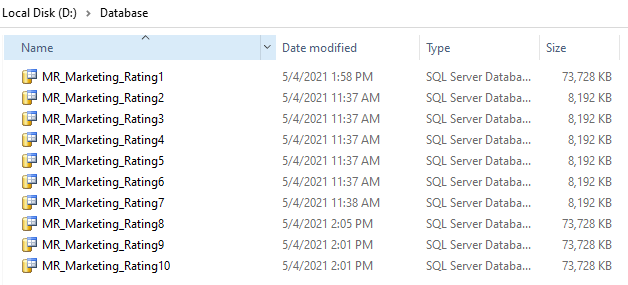 Local Disk (D:) > Database
Name Date modified Type Size
MR_Marketing_Rating1 5/4/2021 1:58 PM SQL Server Databa... 73,728 KB
MR_Marketing_Rating2 5/4/2021 11:37 AM SQL Server Databa... 8,192 KB
MR_Marketing_Rating3 5/4/2021 11:37 AM SQL Server Databa... 8,192 KB
MR_Marketing_Rating4 5/4/2021 11:37 AM SQL Server Databa... 8,192 KB
MR_Marketing_Rating5 5/4/2021 11:37 AM SQL Server Databa... 8,192 KB
MR_Marketing_Rating6 5/4/2021 11:37 AM SQL Server Databa... 8,192 KB
MR_Marketing_Rating7 5/4/2021 11:38 AM SQL Server Databa... 8,192 KB
MR_Marketing_Rating8 5/4/2021 2:05 PM SQL Server Databa... 73,728 KB
MR_Marketing_Rating9 5/4/2021 2:01 PM SQL Server Databa... 73,728 KB
MR_Marketing_Rating10 5/4/2021 2:01 PM SQL Server Databa... 73,728 KB